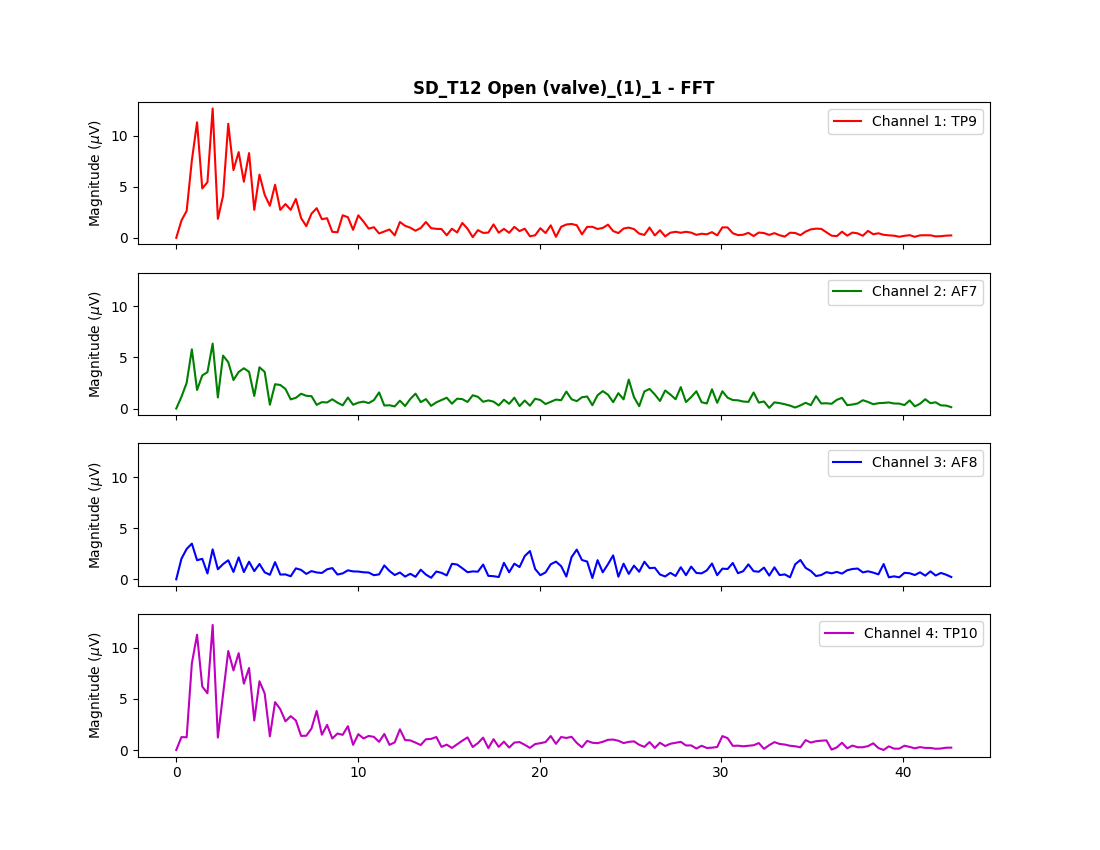 SD_T12 Open (valve)_(1)_1 - FFT
Magnitude (μV)
10
5
0
Channel 1: TP9
Magnitude (μV)
10
5
0
Channel 2: AF7
Magnitude (μV)
10
5
0
Channel 3: AF8
Magnitude (μV)
10
5
0
Channel 4: TP10
0 10 20 30 40